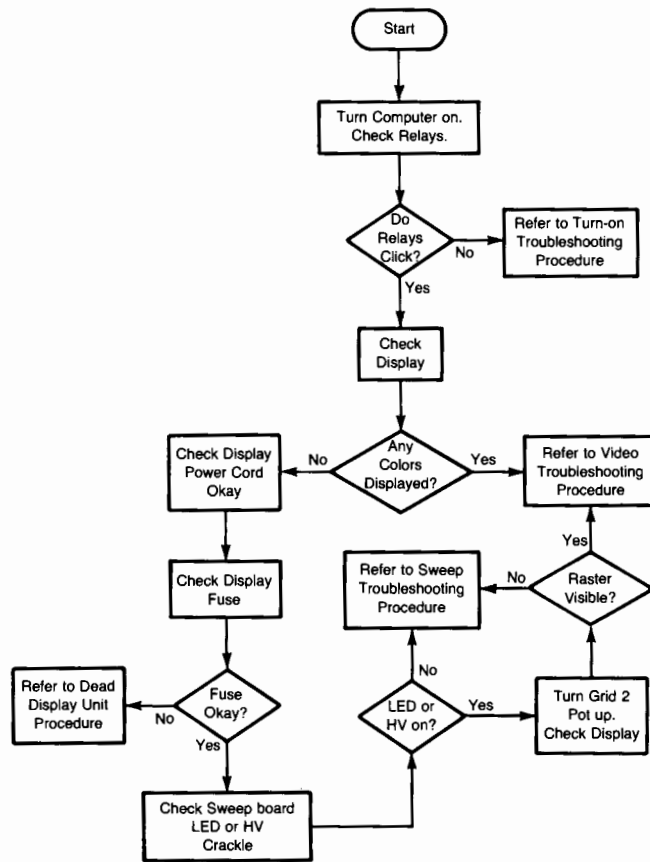 Start
Turn Computer on.
Check Relays.
Do
Relays
Click?
No
Refer to Turn-on
Troubleshooting
Procedure
Yes
Check
Display
Any
Colors
Displayed?
No
Yes
Check Display
Power Cord
Okay
Refer to Video
Troubleshooting
Procedure
Check Display
Fuse
Refer to Sweep
Troubleshooting
Procedure
Yes
No
Raster
Visible?
Refer to Dead
Display Unit
Procedure
No
Fuse
Okay?
Yes
No
LED or
HV on?
Yes
Turn Grid 2
Pot up.
Check Display
Check Sweep board
LED or HV
Crackle